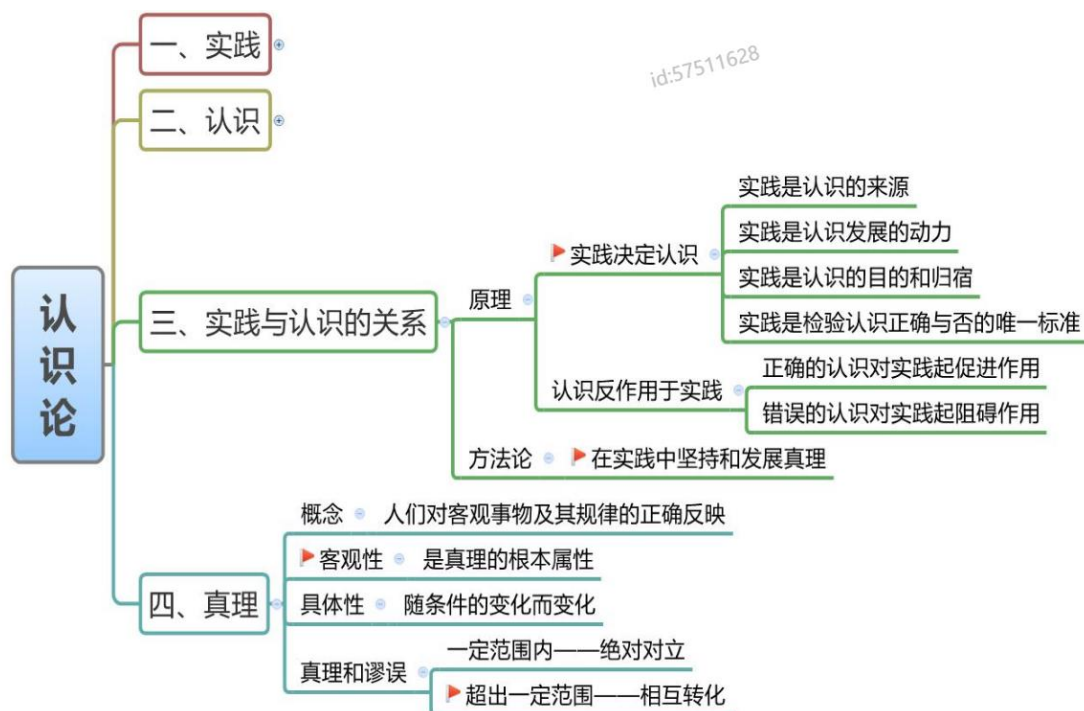 一、实践
id:57511628
二、认识
认识论
三、实践与认识的关系
原理
实践决定认识
实践是认识的来源
实践是认识发展的动力
实践是认识的目的和归宿
实践是检验认识正确与否的唯一标准
认识反作用于实践
正确的认识对实践起促进作用
错误的认识对实践起阻碍作用
方法论
在实践中坚持和发展真理
四、真理
概念
人们对客观事物及其规律的正确反映
客观性
是真理的根本属性
具体性
随条件的变化而变化
真理和谬误
一定范围内——绝对对立
超出一定范围——相互转化